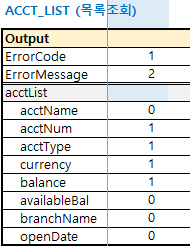 ACCT_LIST (목록조회)
Output
ErrorCode 1
ErrorMessage 2
acctList
acctName 0
acctNum 1
acctType 1
currency 1
balance 1
availableBal 0
branchName 0
openDate 0